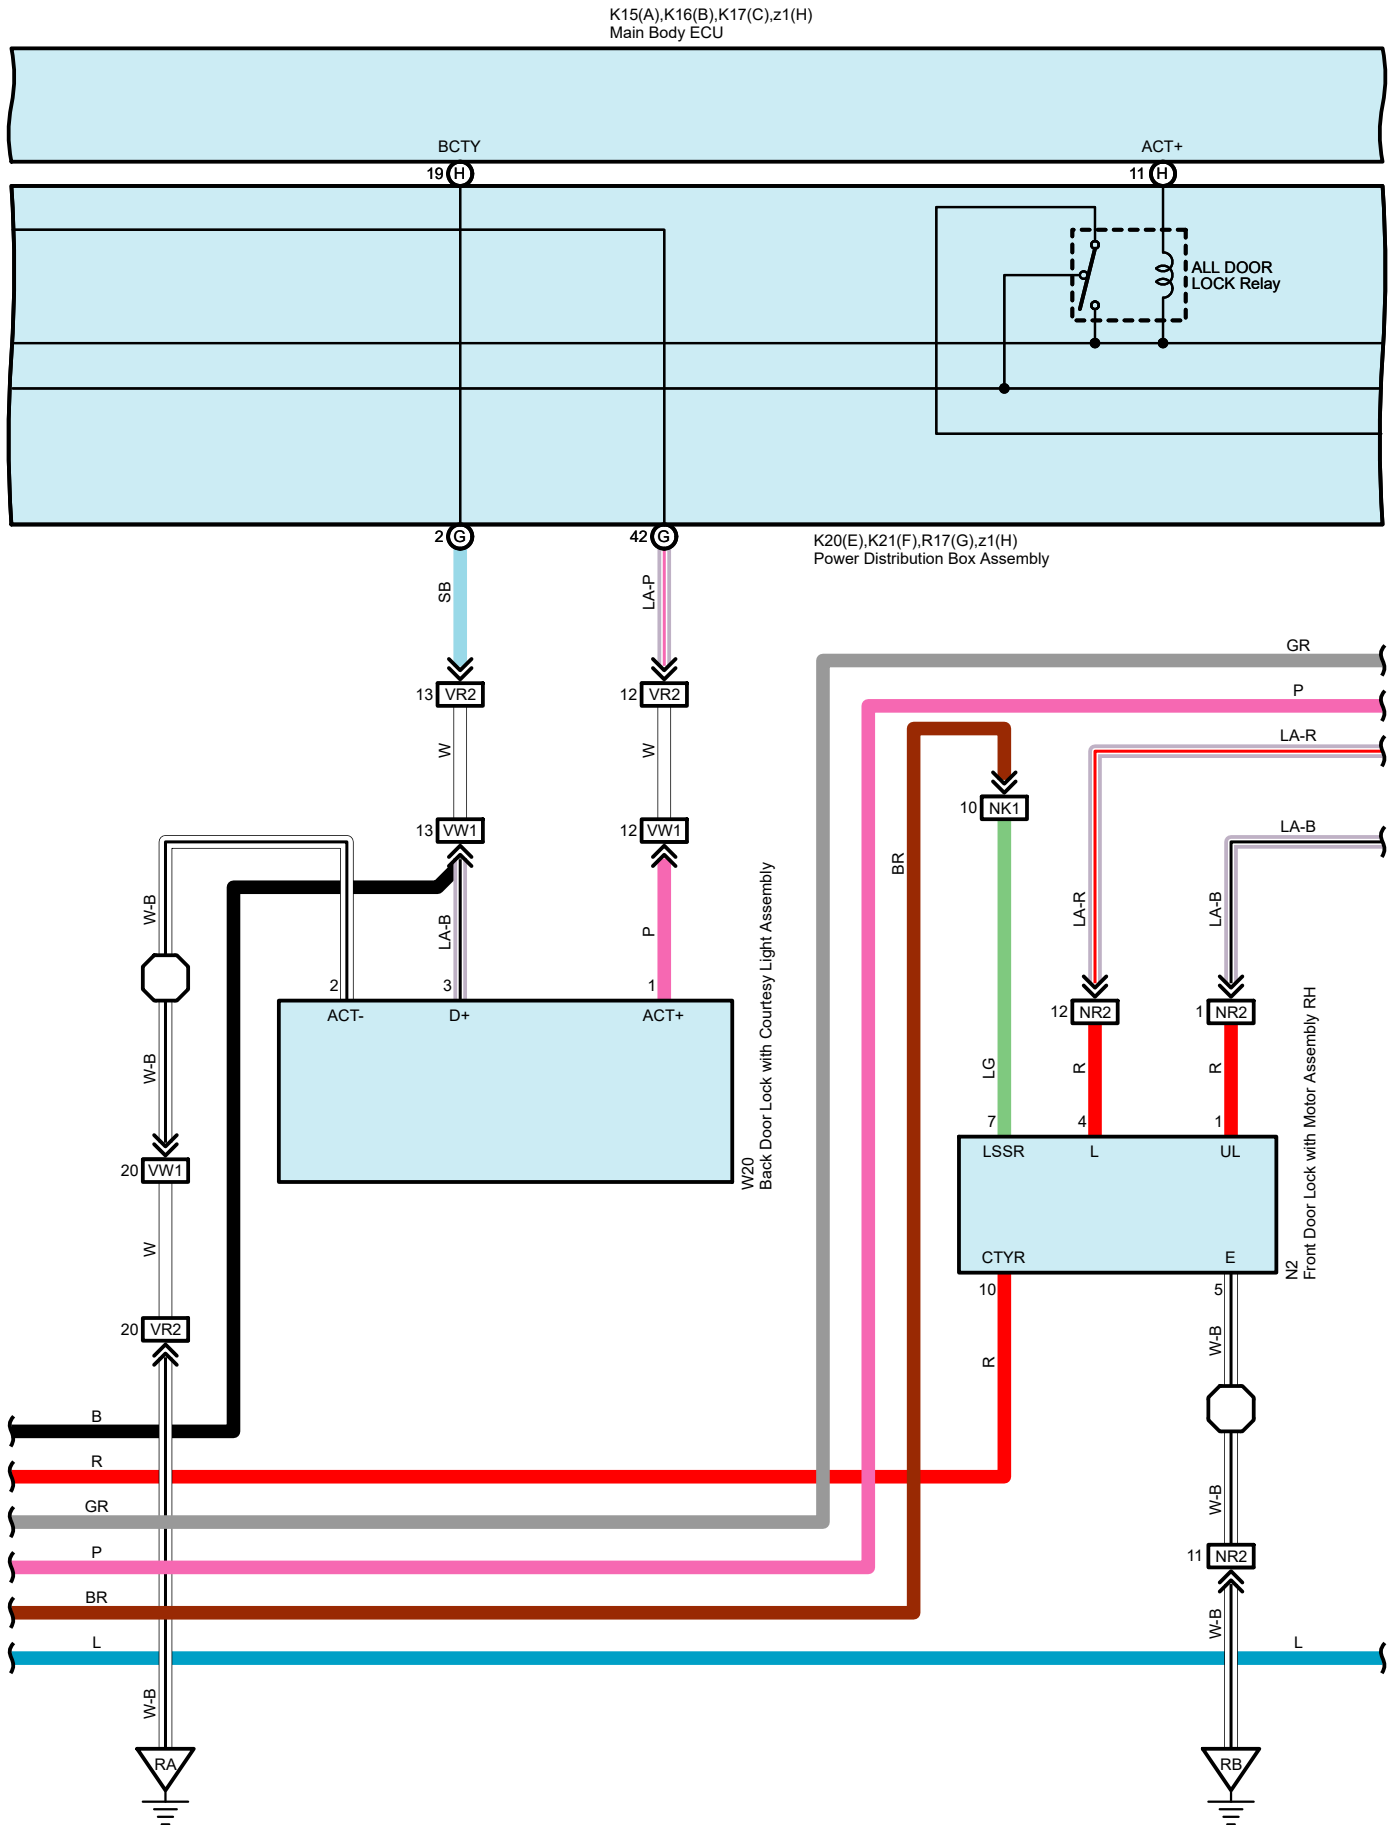 K15(A),K16(B),K17(C),z1(H)
Main Body ECU
BCTY
ACT+
19 H
11 H
ALL DOOR
LOCK Relay
2 G
42 G
K20(E),K21(F),R17(G),z1(H)
Power Distribution Box Assembly
SB
LA-P
GR
P
13 VR2
12 VR2
LA-R
W
W
10 NK1
13 VW1
12 VW1
LA-B
BR
W-B
LA-B
P
LA-R
LA-B
2
3
1
ACT-
D+
ACT+
12 NR2
1 NR2
W20
Back Door Lock with Courtesy Light Assembly
W-B
LG
R
R
7
4
1
LSSR
L
UL
20 VW1
W
CTYR
E
N2
Front Door Lock with Motor Assembly RH
10
5
20 VR2
R
W-B
B
R
GR
W-B
P
11 NR2
BR
W-B
L
L
W-B
RA
RB